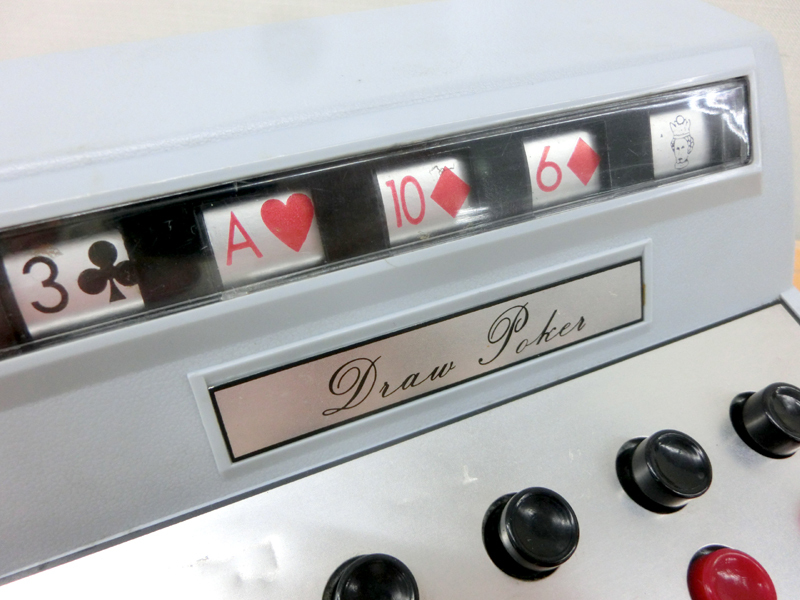 3♣ A♥ 10♦ 6♦
Draw Poker